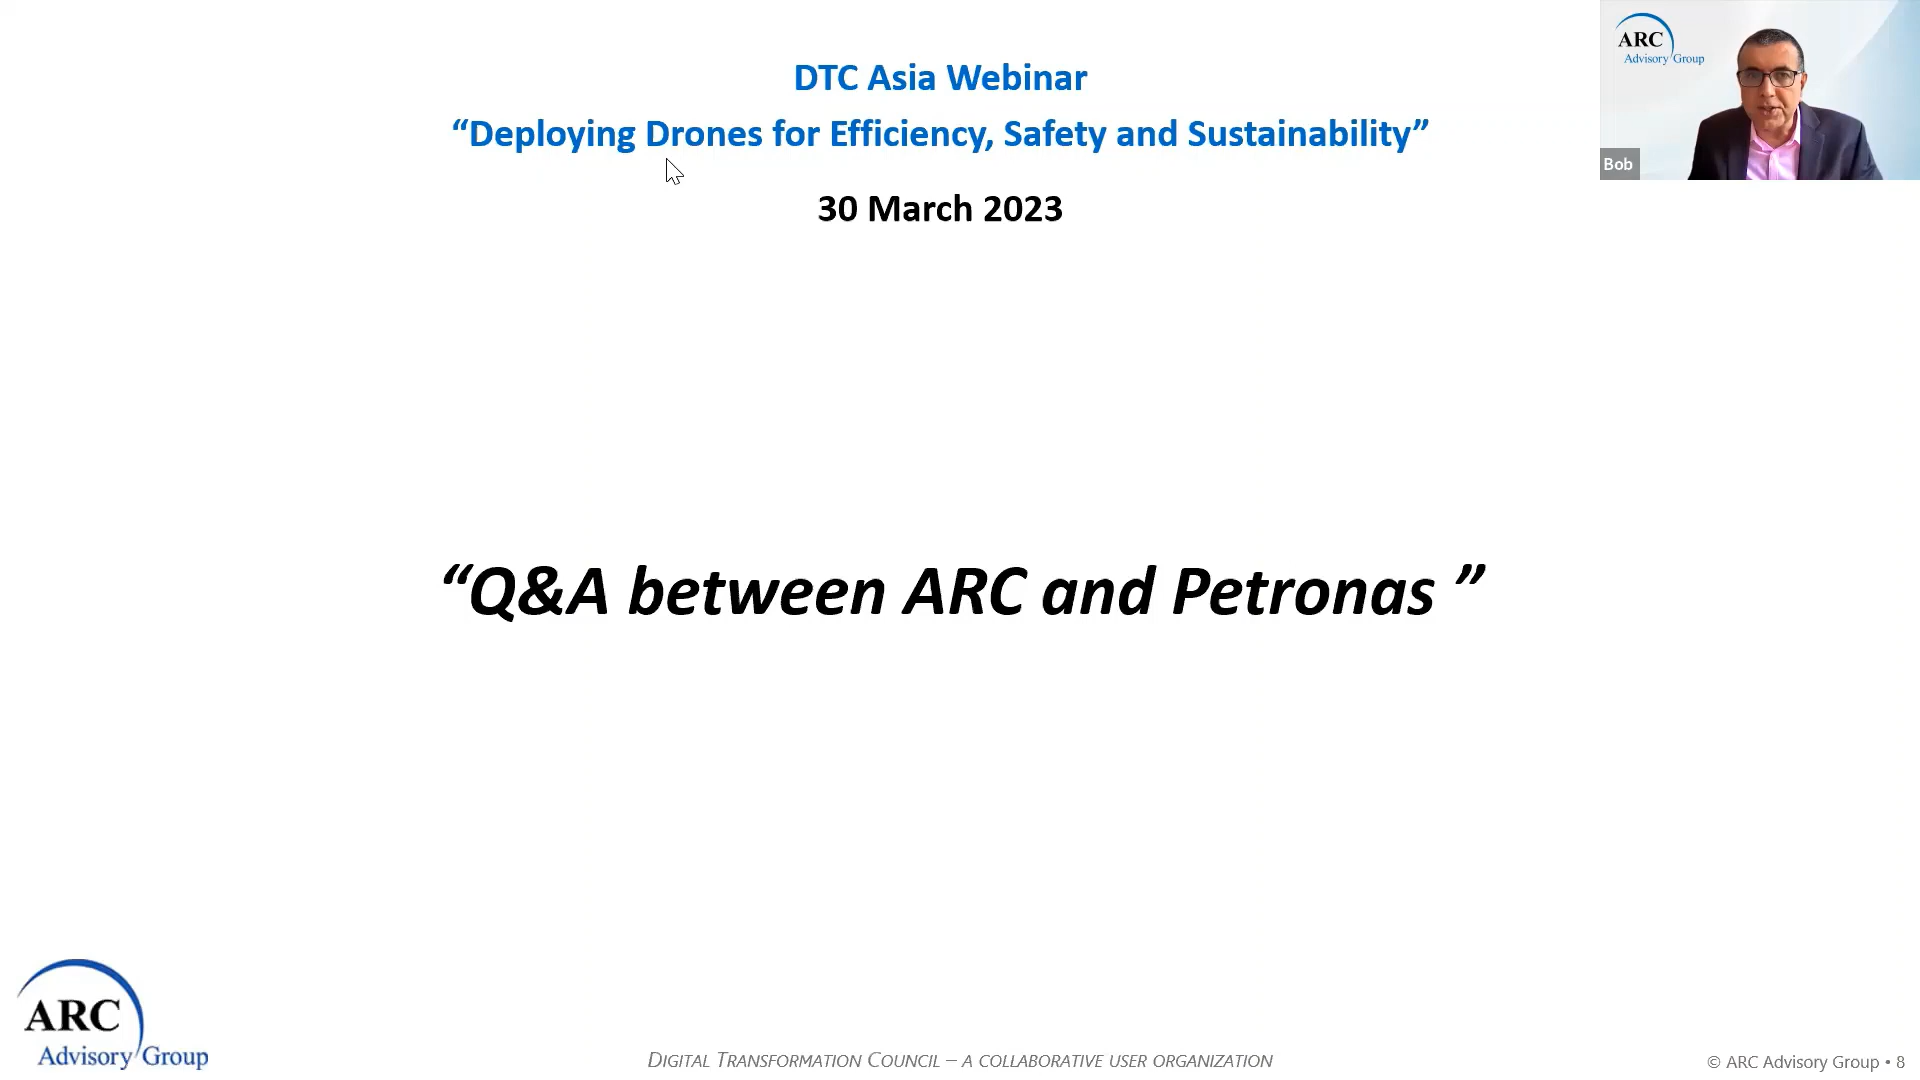 DTC Asia Webinar
“Deploying Drones for Efficiency, Safety and Sustainability”
30 March 2023
ARC
Advisory Group
Bob
“Q&A between ARC and Petronas ”
ARC
Advisory Group
DIGITAL TRANSFORMATION COUNCIL – A COLLABORATIVE USER ORGANIZATION
© ARC Advisory Group • 8